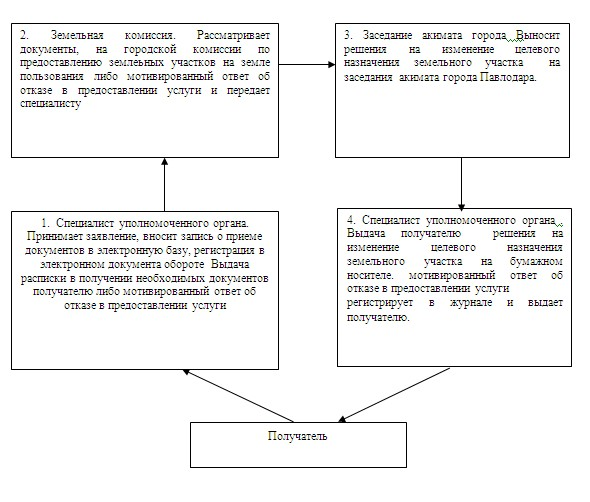 2. Земельная комиссия. Рассматривает
документы, на городской комиссии по
предоставлению земльеных участков на земле
пользования либо мотивированный ответ об
отказе в предоставлении услуги и передает
специалисту
3. Заседание акимата города Выносит
решения на изменение целевого
назначения земельного участка на
заседания акимата города Павлодара.
1. Специалист уполномоченного органа.
Принимает заявление, вносит запись о приеме
документов в электронную базу, регистрация в
электронном документа обороте Выдача
расписки в получении необходимых документов
получателю либо мотивированный ответ об
отказе в предоставлении услуги
4. Специалист уполномоченного органа .
Выдача получателю решения на
изменение целевого назначения
земельного участка на бумажном
носителе. мотивированный ответ об
отказе в предоставлении услуги
регистрирует в журнале и выдает
получателю.
Получатель